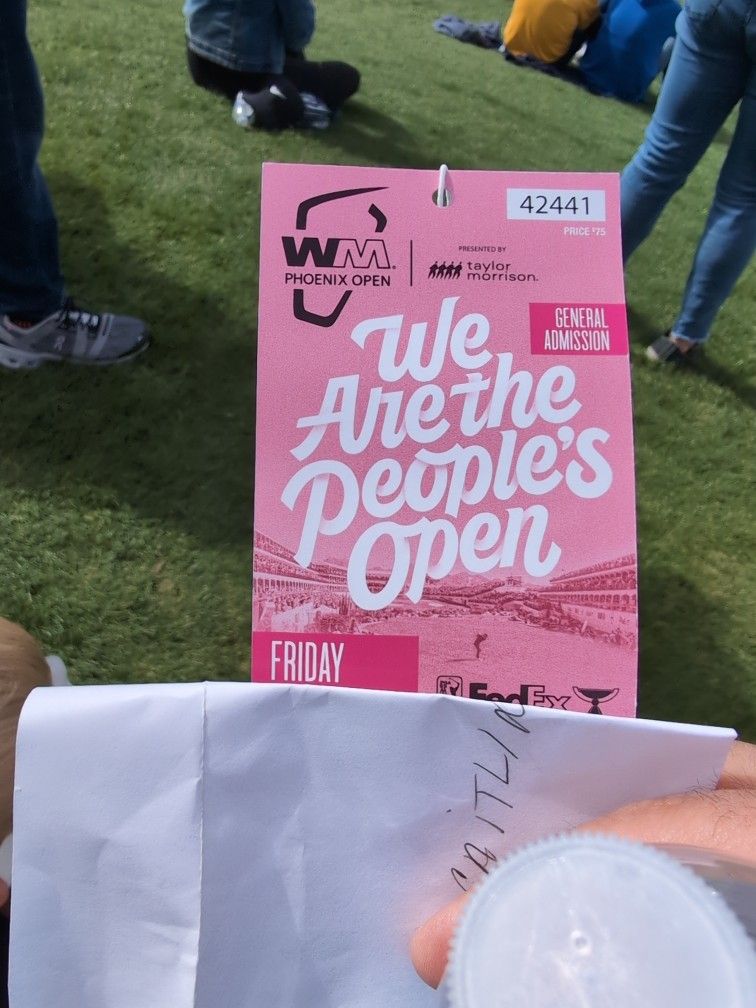 42441
PRICE $75
WM
PHOENIX OPEN
PRESENTED BY
taylor
morrison.
GENERAL
ADMISSION
We
Are the
People's
Open
FRIDAY
FedEx
CAITLIN